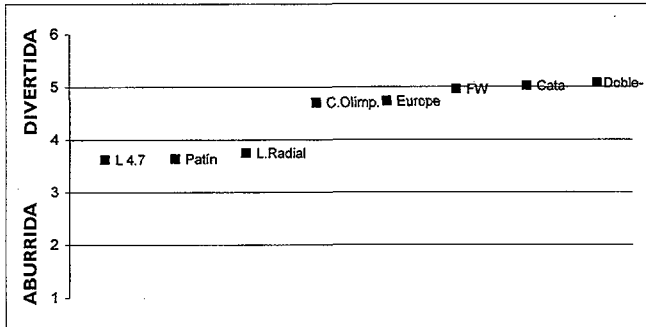 DIVERTIDA
ABURRIDA
6
5
4
3
2
1
L 4.7
Patín
L.Radial
C.Olimp.
Europe
FW
Cata
Doble